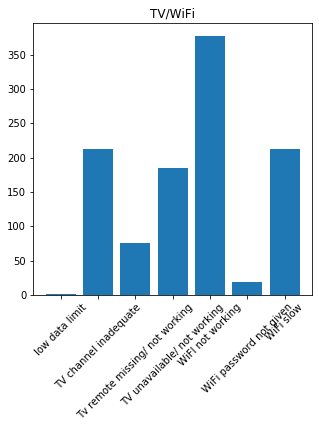 TV/WiFi
350
300
250
200
150
100
50
0
low data limit
TV channel inadequate
Tv remote missing/ not working
TV unavailable/ not working
WiFI not working
WiFi password not given
WiFi slow